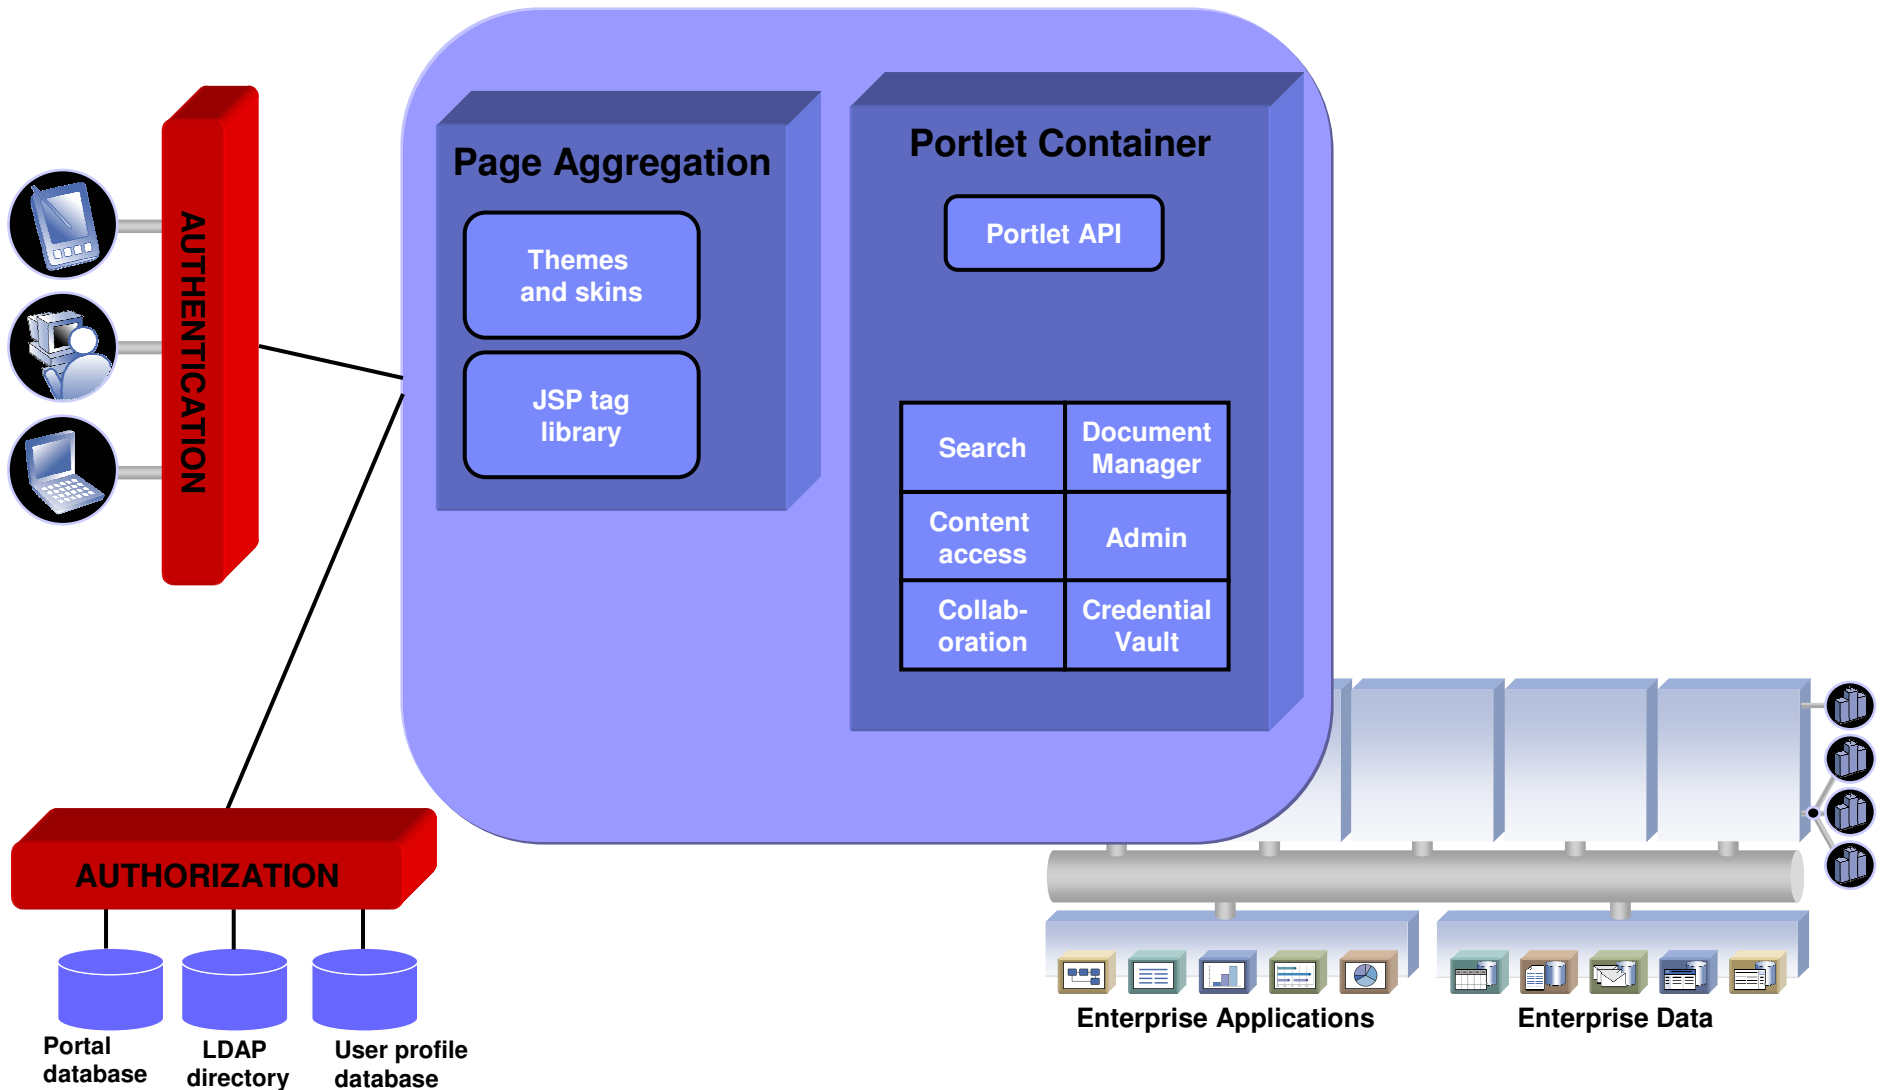 Page Aggregation
Themes
and skins
JSP tag
library
Portlet Container
Portlet API
Search
Document
Manager
Content
access
Admin
Collab-
oration
Credential
Vault
AUTHENTICATION
AUTHORIZATION
Portal
database
LDAP
directory
User profile
database
Enterprise Applications
Enterprise Data